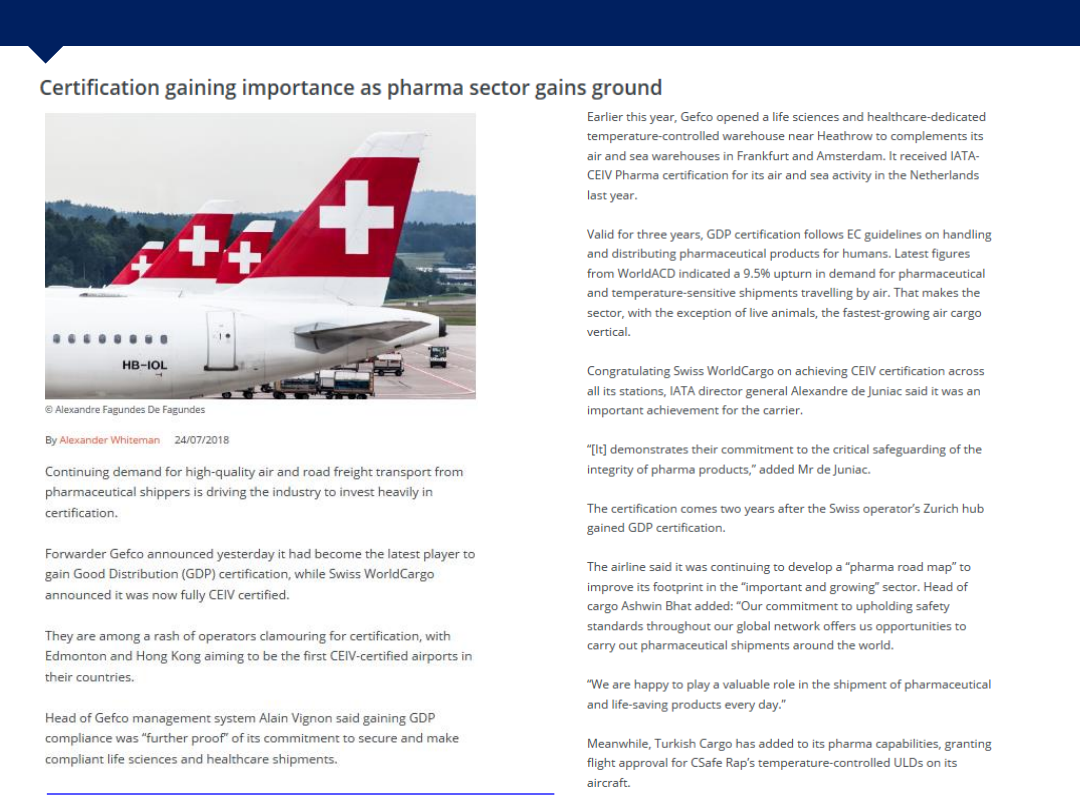 Certification gaining importance as pharma sector gains ground
HB-IOL
© Alexandre Fagundes De Fagundes
By Alexander Whiteman 24/07/2018
Continuing demand for high-quality air and road freight transport from
pharmaceutical shippers is driving the industry to invest heavily in
certification.
Forwarder Gefco announced yesterday it had become the latest player to
gain Good Distribution (GDP) certification, while Swiss WorldCargo
announced it was now fully CEIV certified.
They are among a rash of operators clamouring for certification, with
Edmonton and Hong Kong aiming to be the first CEIV-certified airports in
their countries.
Head of Gefco management system Alain Vignon said gaining GDP
compliance was “further proof” of its commitment to secure and make
compliant life sciences and healthcare shipments.
Earlier this year, Gefco opened a life sciences and healthcare-dedicated
temperature-controlled warehouse near Heathrow to complements its
air and sea warehouses in Frankfurt and Amsterdam. It received IATA-
CEIV Pharma certification for its air and sea activity in the Netherlands
last year.
Valid for three years, GDP certification follows EC guidelines on handling
and distributing pharmaceutical products for humans. Latest figures
from WorldACD indicated a 9.5% upturn in demand for pharmaceutical
and temperature-sensitive shipments travelling by air. That makes the
sector, with the exception of live animals, the fastest-growing air cargo
vertical.
Congratulating Swiss WorldCargo on achieving CEIV certification across
all its stations, IATA director general Alexandre de Juniac said it was an
important achievement for the carrier.
“[It] demonstrates their commitment to the critical safeguarding of the
integrity of pharma products,” added Mr de Juniac.
The certification comes two years after the Swiss operator’s Zurich hub
gained GDP certification.
The airline said it was continuing to develop a “pharma road map” to
improve its footprint in the “important and growing” sector. Head of
cargo Ashwin Bhat added: “Our commitment to upholding safety
standards throughout our global network offers us opportunities to
carry out pharmaceutical shipments around the world.
“We are happy to play a valuable role in the shipment of pharmaceutical
and life-saving products every day.”
Meanwhile, Turkish Cargo has added to its pharma capabilities, granting
flight approval for CSafe Rap’s temperature-controlled ULDs on its
aircraft.